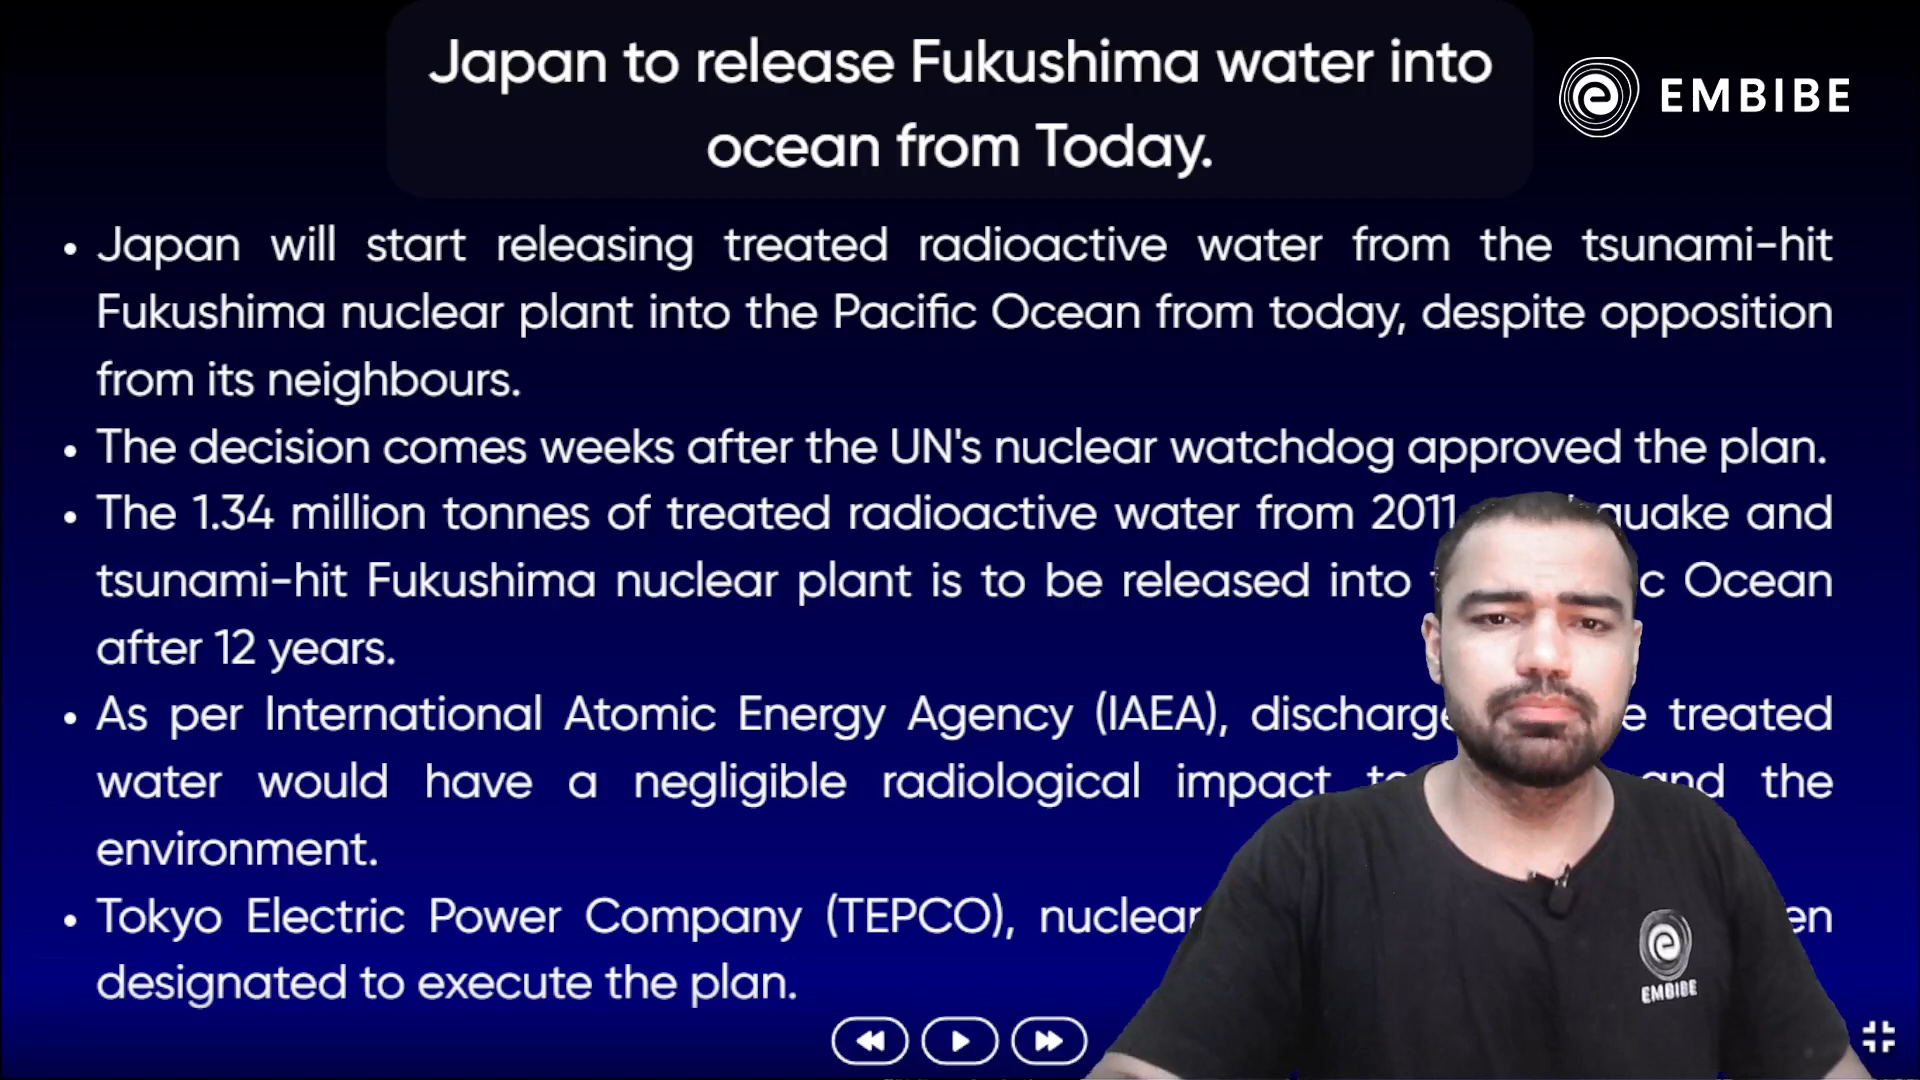 Japan to release Fukushima water into
ocean from Today.
EMBIBE
• Japan will start releasing treated radioactive water from the tsunami-hit
Fukushima nuclear plant into the Pacific Ocean from today, despite opposition
from its neighbours.
• The decision comes weeks after the UN's nuclear watchdog approved the plan.
• The 1.34 million tonnes of treated radioactive water from 2011 and
tsunami-hit Fukushima nuclear plant is to be released into Ocean
after 12 years.
• As per International Atomic Energy Agency (IAEA), treated
water would have a negligible radiological impact and the
environment.
• Tokyo Electric Power Company (TEPCO), nuclear
designated to execute the plan.
EMBIBE